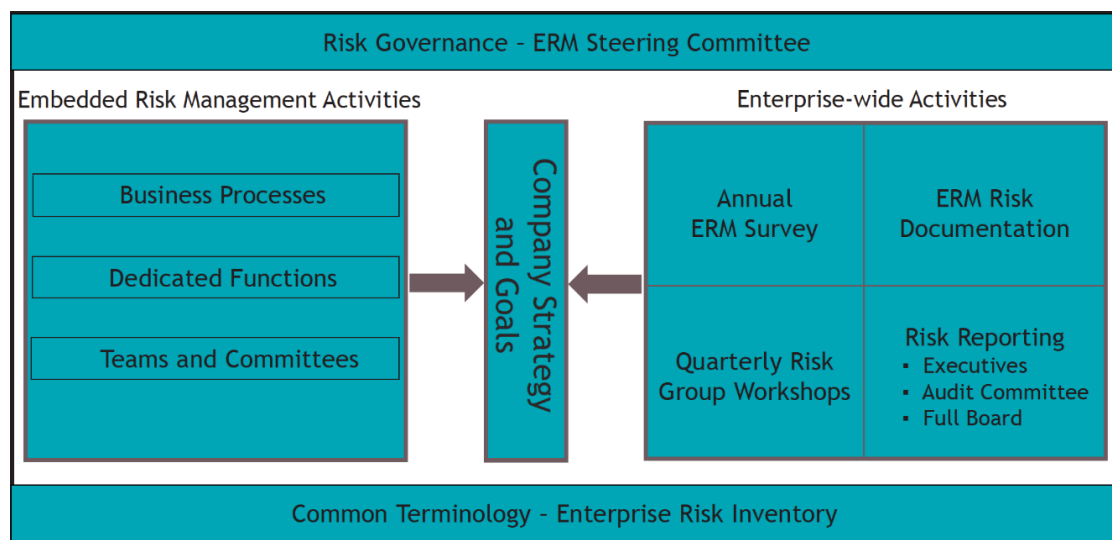 Risk Governance – ERM Steering Committee
Embedded Risk Management Activities
Business Processes
Dedicated Functions
Teams and Committees
Company Strategy
and Goals
Enterprise-wide Activities
Annual
ERM Survey
ERM Risk
Documentation
Quarterly Risk
Group Workshops
Risk Reporting
▪ Executives
▪ Audit Committee
▪ Full Board
Common Terminology – Enterprise Risk Inventory